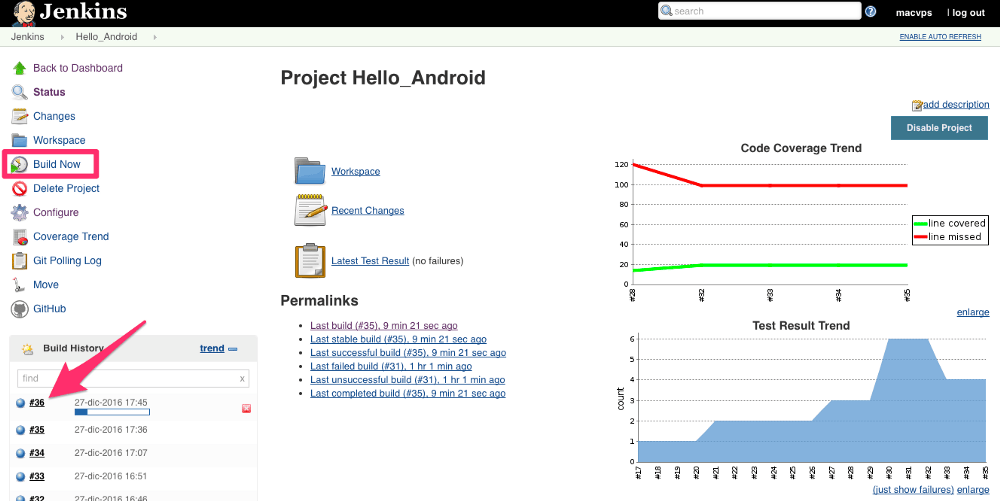 Jenkins
search
macvps
| log out
Jenkins
Hello_Android
ENABLE AUTO REFRESH
Back to Dashboard
Status
Changes
Workspace
Build Now
Delete Project
Configure
Coverage Trend
Git Polling Log
Move
GitHub
Build History
trend
find
x
#36
27-dic-2016 17:45
#35
27-dic-2016 17:36
#34
27-dic-2016 17:07
#33
27-dic-2016 16:51
#32
27-dic-2016 16:46
Project Hello_Android
add description
Disable Project
Workspace
Recent Changes
Latest Test Result (no failures)
Permalinks
Last build (#35), 9 min 21 sec ago
Last stable build (#35), 9 min 21 sec ago
Last successful build (#35), 9 min 21 sec ago
Last failed build (#31), 1 hr 1 min ago
Last unsuccessful build (#31), 1 hr 1 min ago
Last completed build (#35), 9 min 21 sec ago
Code Coverage Trend
120
100
80
60
40
20
0
#28
#32
#33
#34
#35
line covered
line missed
enlarge
Test Result Trend
count
6
5
4
3
2
1
0
#17
#18
#19
#20
#21
#22
#23
#24
#25
#26
#27
#28
#29
#30
#31
#32
#33
#34
#35
(just show failures) enlarge